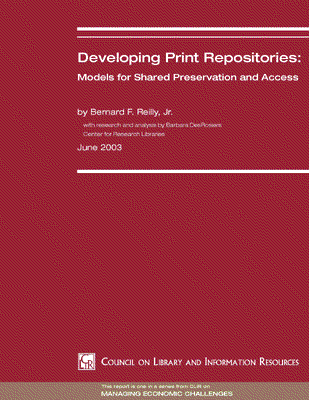 Developing Print Repositories:
Models for Shared Preservation and Access
by Bernard F. Reilly, Jr.
with research and analysis by Barbara DesRosiers
Center for Research Libraries
June 2003
CLIR
Council on Library and Information Resources
This report is one in a series from CLIR on
MANAGING ECONOMIC CHALLENGES